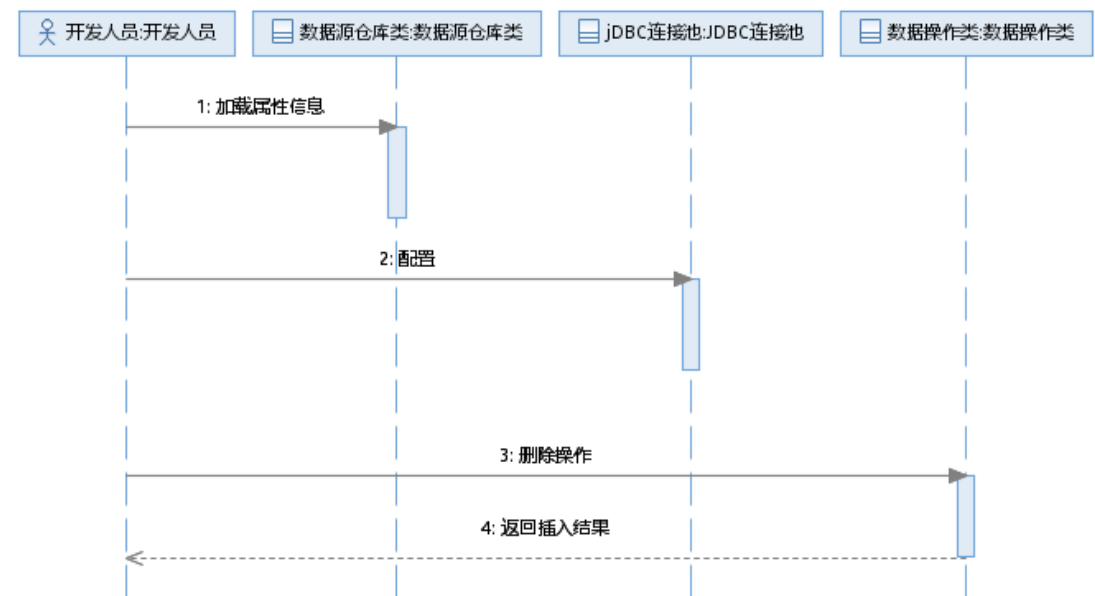 开发人员:开发人员
数据源仓库类:数据源仓库类
jDBC连接也:JDBC连接也
数据操作类:数据操作类
1: 加载属性信息
2: 配置
3: 删除操作
4: 返回插入结果